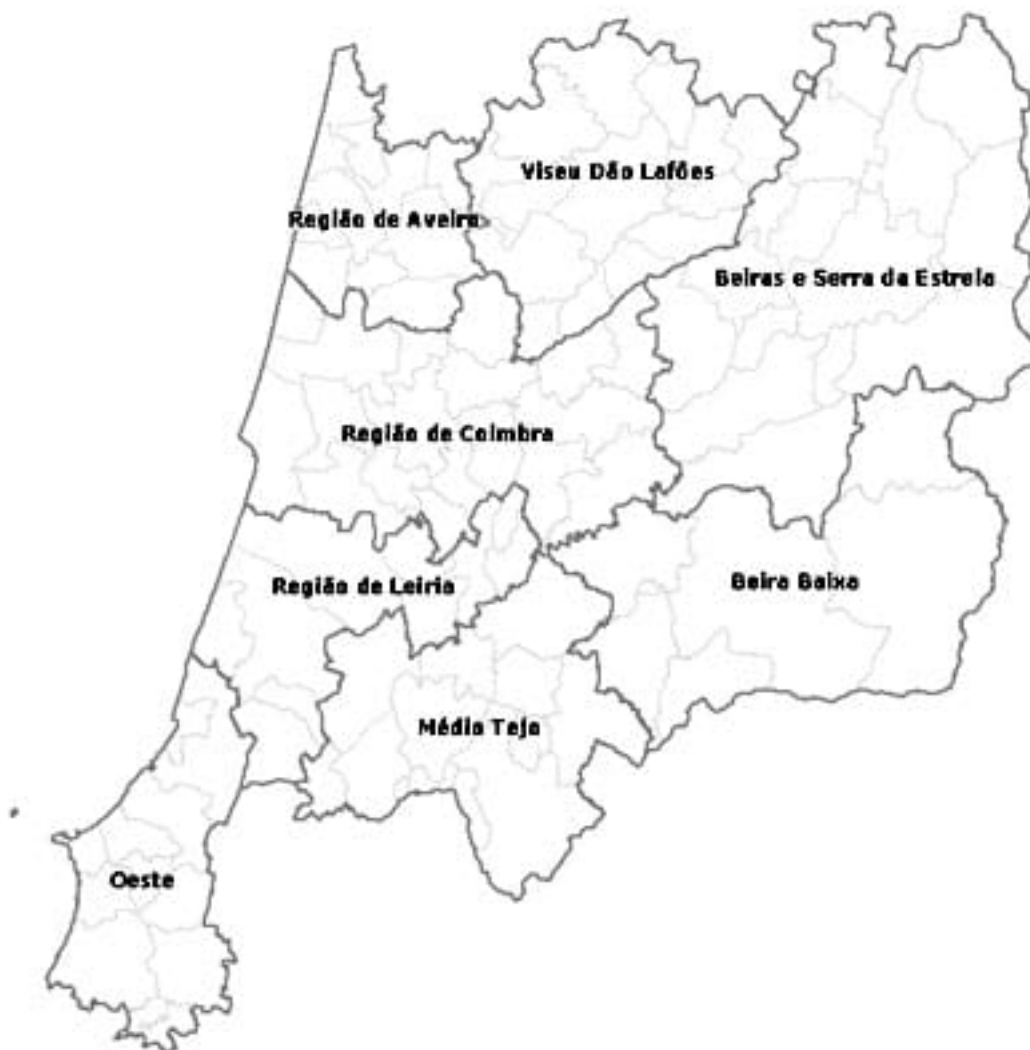 Viseu Dão Lafões
Região de Aveiro
Beiras e Serra da Estrela
Região de Coimbra
Região de Leiria
Beira Baixa
Médio Tejo
Oeste